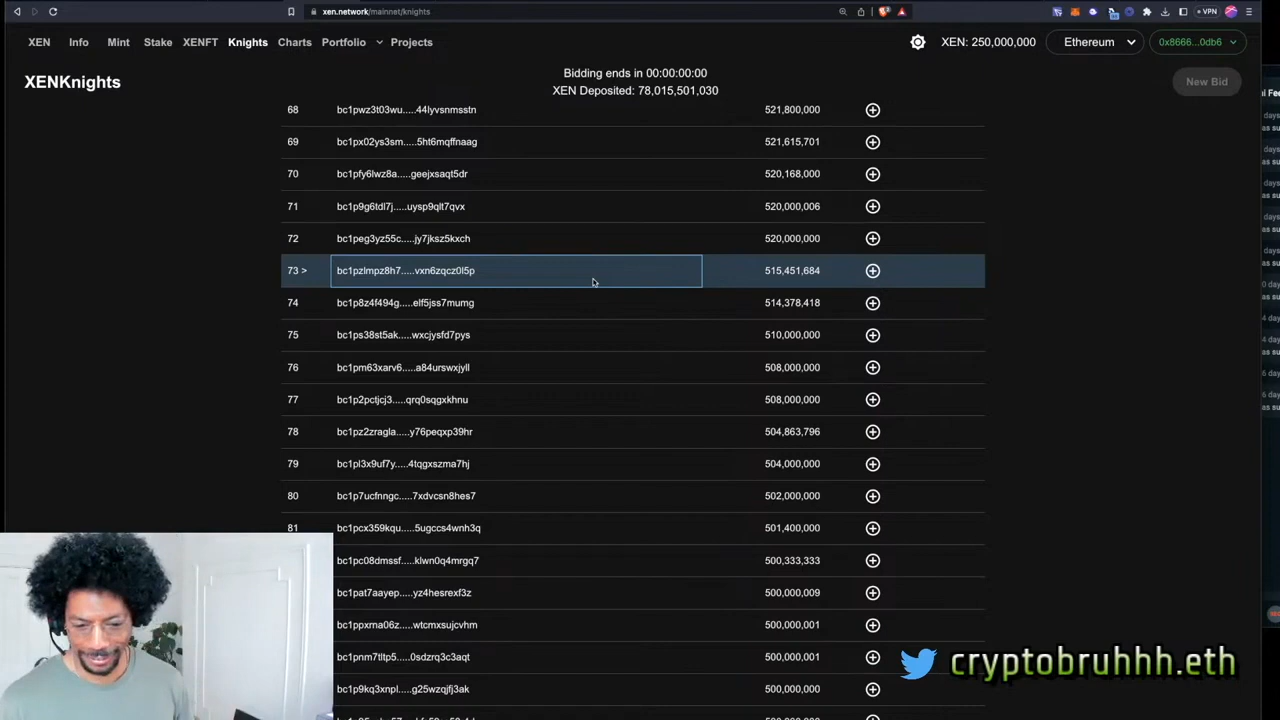 xen.network/mainnet/knights
VPN
XEN Info Mint Stake XENFT Knights Charts Portfolio Projects
XEN: 250,000,000 Ethereum 0x8666...0db6
XENKnights
Bidding ends in 00:00:00:00
XEN Deposited: 78,015,501,030
New Bid
68 bc1pwz3t03wu.....44lyvsnmsstn 521,800,000
69 bc1px02ys3sm.....5ht6mqffnaag 521,615,701
70 bc1pfy6lwz8a.....geejxsaqt5dr 520,168,000
71 bc1p9g6tdl7j.....uysp9qlt7qvx 520,000,006
72 bc1peg3yz55c.....jy7jksz5kxch 520,000,000
73 > bc1pzlmpz8h7.....vxn6zqcz0l5p 515,451,684
74 bc1p8z4f494g.....elf5jss7mumg 514,378,418
75 bc1ps38st5ak.....wxcjysfd7pys 510,000,000
76 bc1pm63xarv6.....a84urswxjyll 508,000,000
77 bc1p2pctjcj3.....qrq0sqgxkhnu 508,000,000
78 bc1pz2zragla.....y76peqxp39hr 504,863,796
79 bc1pl3x9uf7y.....4tqgxszma7hj 504,000,000
80 bc1p7ucfnngc.....7xdvcsn8hes7 502,000,000
81 bc1pcx359kqu.....5ugccs4wnh3q 501,400,000
bc1pc08dmssf.....klwn0q4mrgq7 500,333,333
bc1pat7aayep.....yz4hesrexf3z 500,000,009
bc1ppxma06z.....wtcmxsujcvhm 500,000,001
bc1pnm7tltp5.....0sdzrq3c3aqt 500,000,001
bc1p9kq3xnpl.....g25wzqjfj3ak 500,000,000
cryptobruhhh.eth